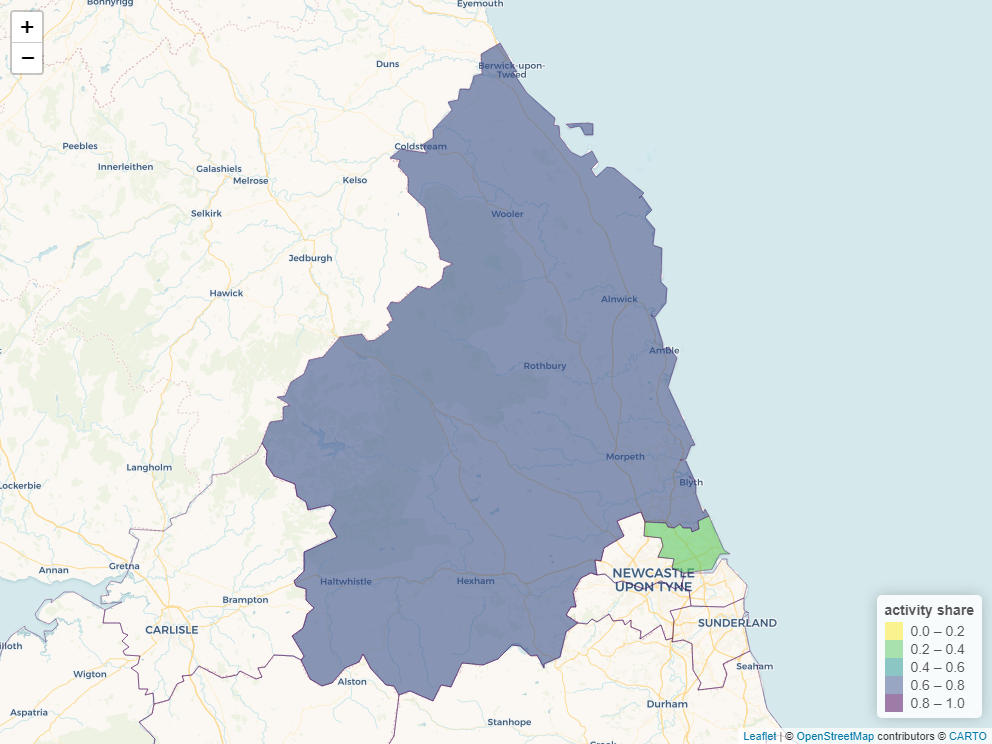 Bonnyrigg
Eyemouth
+
−
Duns
Berwick-upon-
Tweed
Peebles
Coldstream
Innerleithen
Galashiels
Melrose
Kelso
Selkirk
Wooler
Jedburgh
Hawick
Alnwick
Amble
Rothbury
Morpeth
Langholm
Blyth
Lockerbie
Annan
Gretna
NEWCASTLE
UPON TYNE
Haltwhistle
Hexham
Brampton
CARLISLE
SUNDERLAND
illoth
Seaham
Wigton
Alston
Durham
Aspatria
Stanhope
Crook
activity share
0.0 – 0.2
0.2 – 0.4
0.4 – 0.6
0.6 – 0.8
0.8 – 1.0
Leaflet | © OpenStreetMap contributors © CARTO